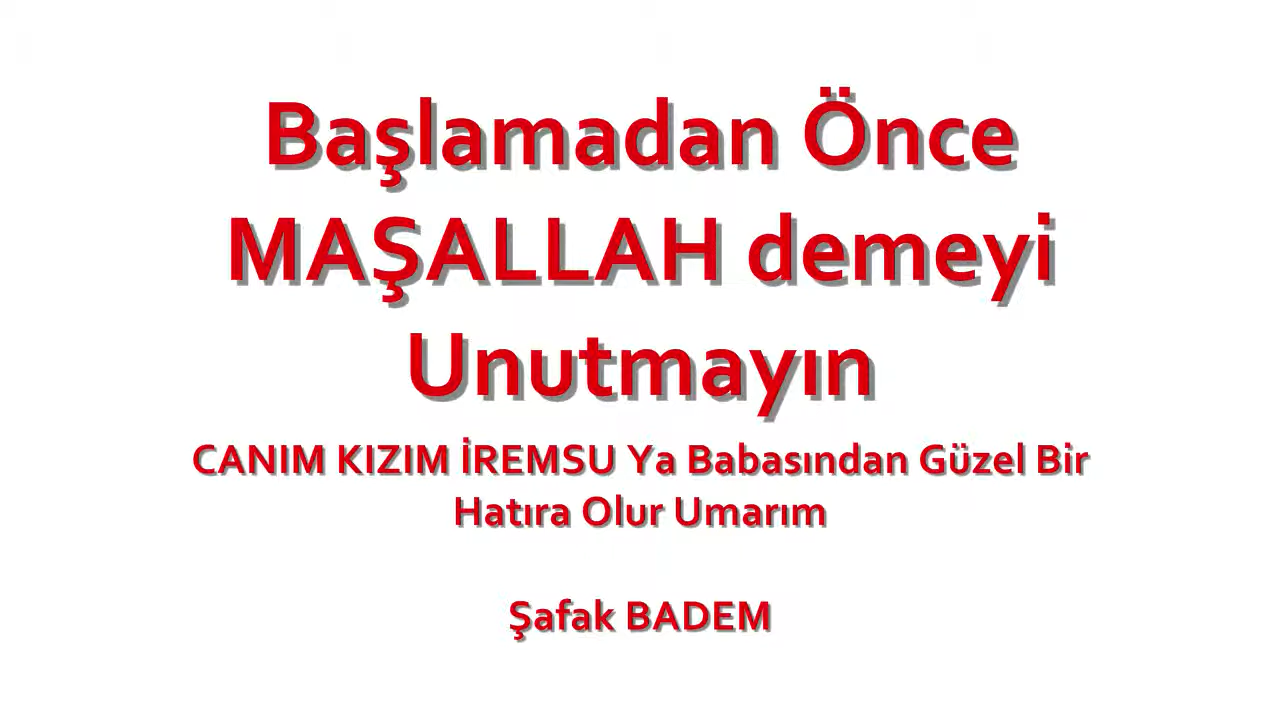 Başlamadan Önce
MAŞALLAH demeyi
Unutmayın
CANIM KIZIM İREMSU Ya Babasından Güzel Bir
Hatıra Olur Umarım
Şafak BADEM